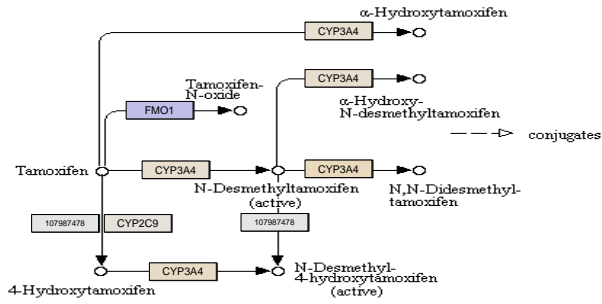 α-Hydroxytamoxifen
CYP3A4
Tamoxifen-
N-oxide
CYP3A4
FMO1
α-Hydroxy-
N-desmethyltamoxifen
conjugates
Tamoxifen
CYP3A4
CYP3A4
N-Desmethyltamoxifen
(active)
N,N-Didesmethyl-
tamoxifen
107987478
CYP2C9
107987478
CYP3A4
N-Desmethyl-
4-hydroxytamoxifen
(active)
4-Hydroxytamoxifen